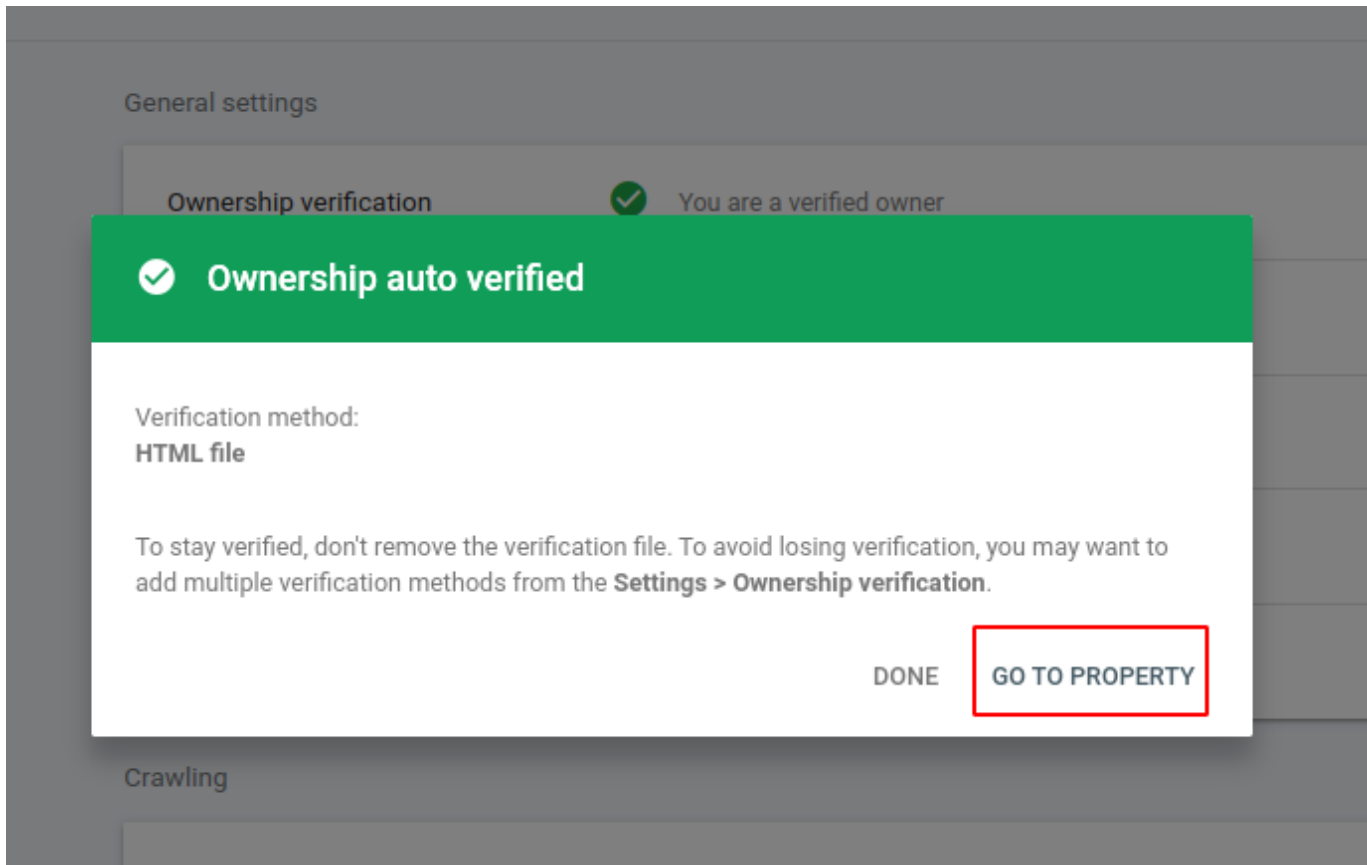 General settings
Ownership verification You are a verified owner
Ownership auto verified
Verification method:
HTML file
To stay verified, don't remove the verification file. To avoid losing verification, you may want to
add multiple verification methods from the Settings > Ownership verification.
DONE GO TO PROPERTY
Crawling